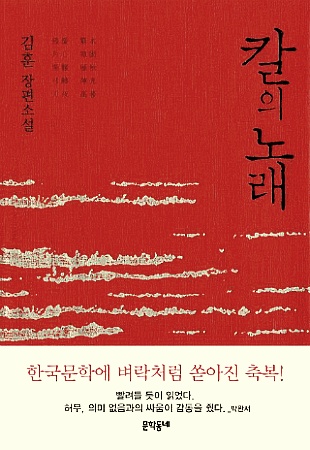 칼의 노래
김훈 장편소설
한국문학에 벼락처럼 쏟아진 축복!
빨려들 듯이 읽었다.
허무, 의미 없음과의 싸움이 감동을 줬다. _박완서
문학동네